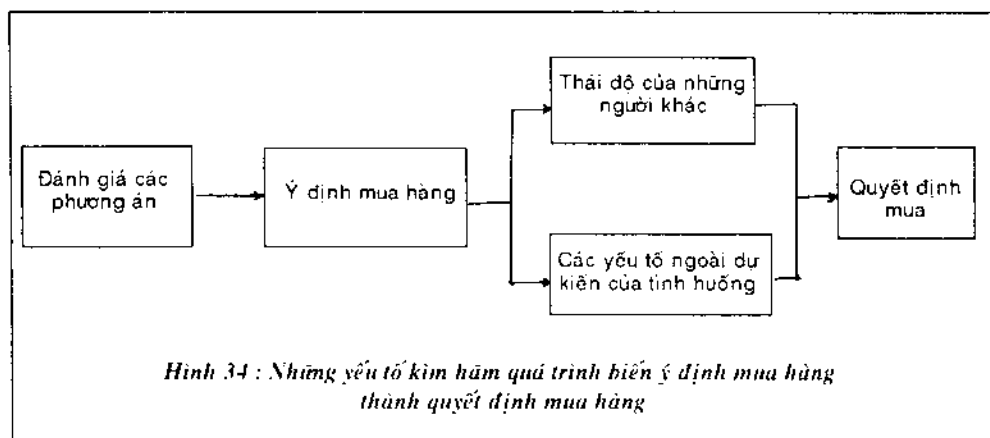 Thái độ của những
người khác
Đánh giá các
phương án
Ý định mua hàng
Quyết định
mua
Các yếu tố ngoài dự
kiến của tình huống
Hình 34 : Những yếu tố kìm hãm quá trình biến ý định mua hàng
thành quyết định mua hàng